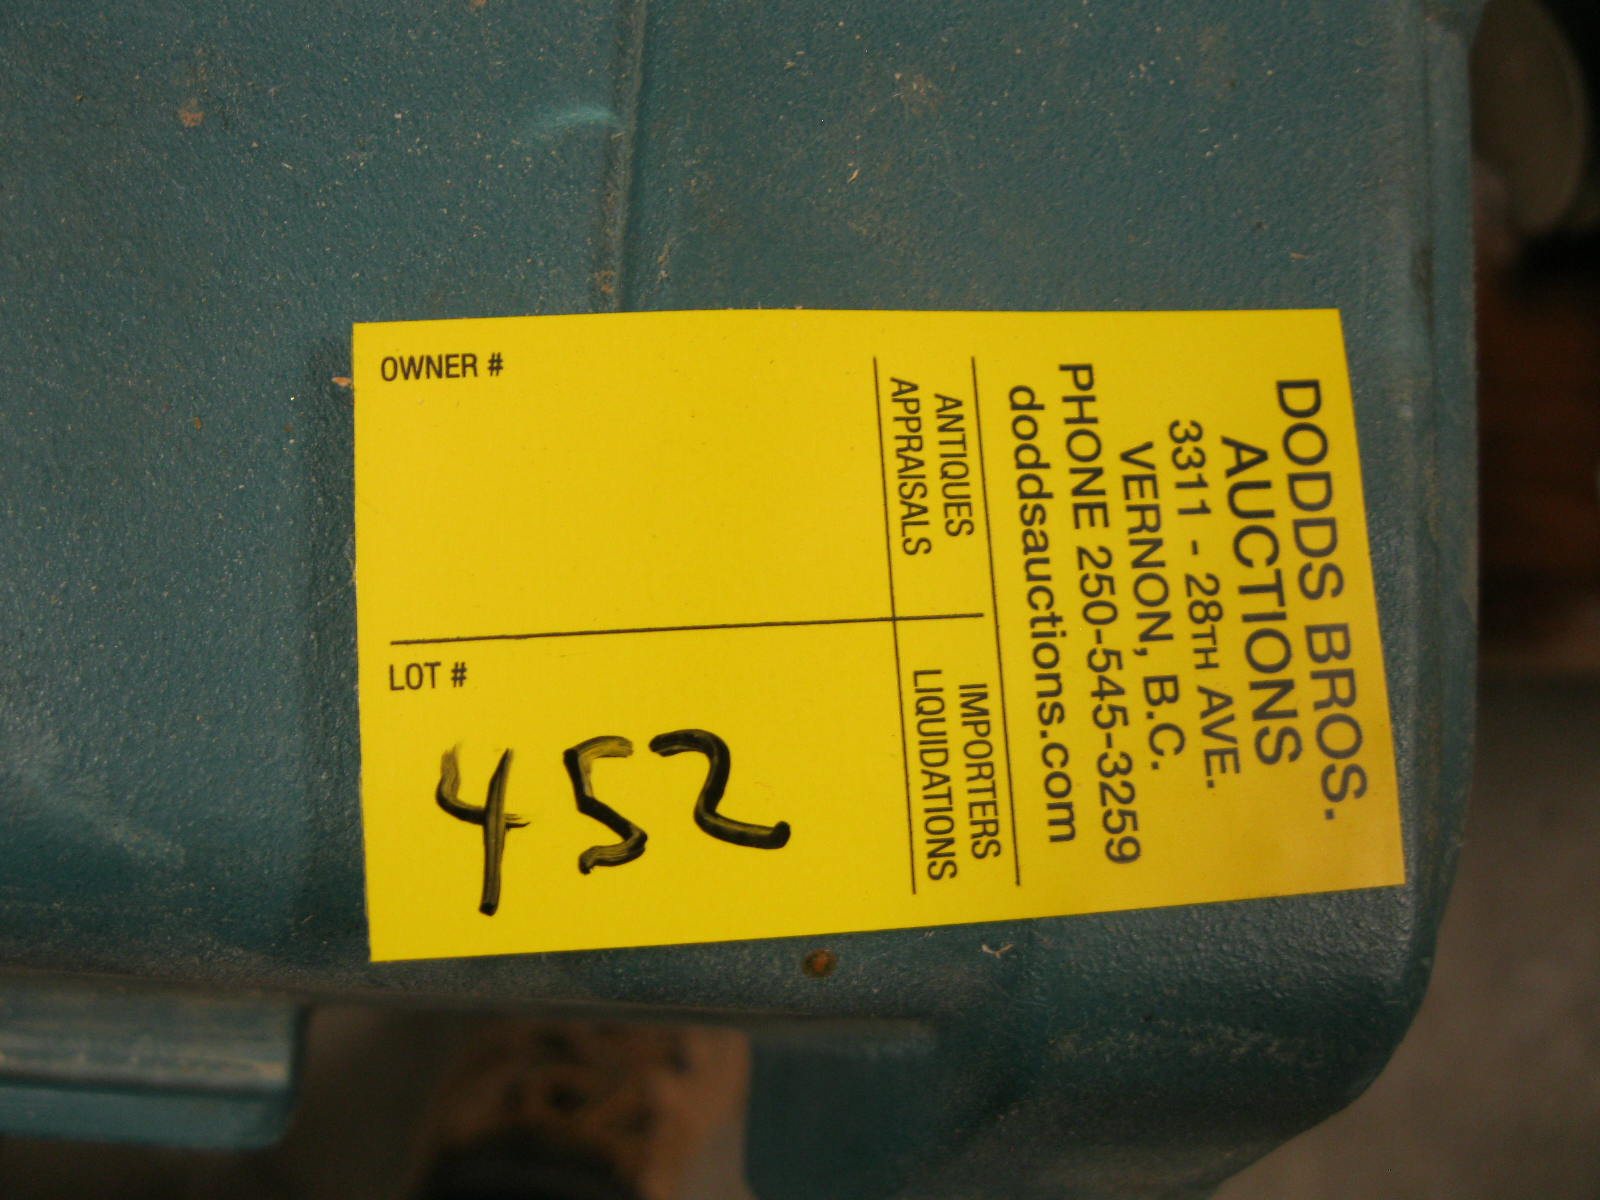 DODDS BROS.
AUCTIONS
3311 - 28TH AVE.
VERNON, B.C.
PHONE 250-545-3259
doddsauctions.com
ANTIQUES
APPRAISALS
IMPORTERS
LIQUIDATIONS
OWNER #
LOT #
452